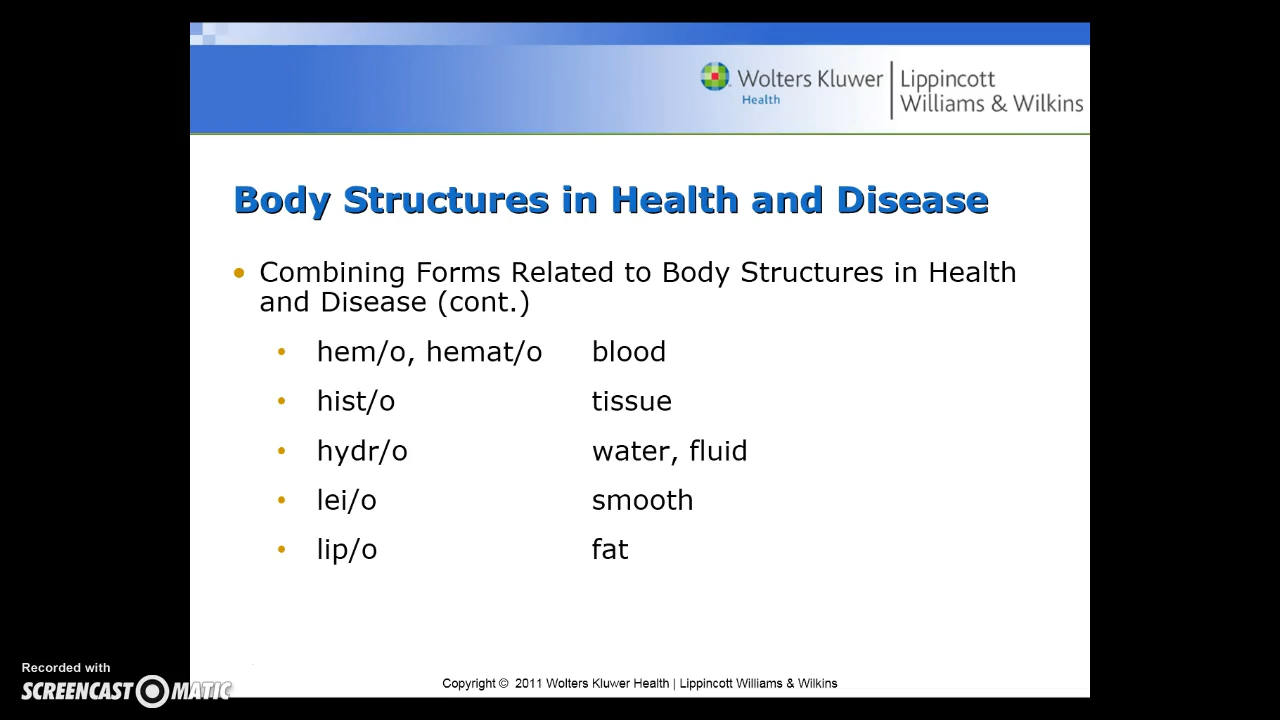 Wolters Kluwer
Health
Lippincott
Williams & Wilkins
Body Structures in Health and Disease
• Combining Forms Related to Body Structures in Health
and Disease (cont.)
• hem/o, hemat/o blood
• hist/o tissue
• hydr/o water, fluid
• lei/o smooth
• lip/o fat
Copyright © 2011 Wolters Kluwer Health | Lippincott Williams & Wilkins
Recorded with
SCREENCAST O MATIC